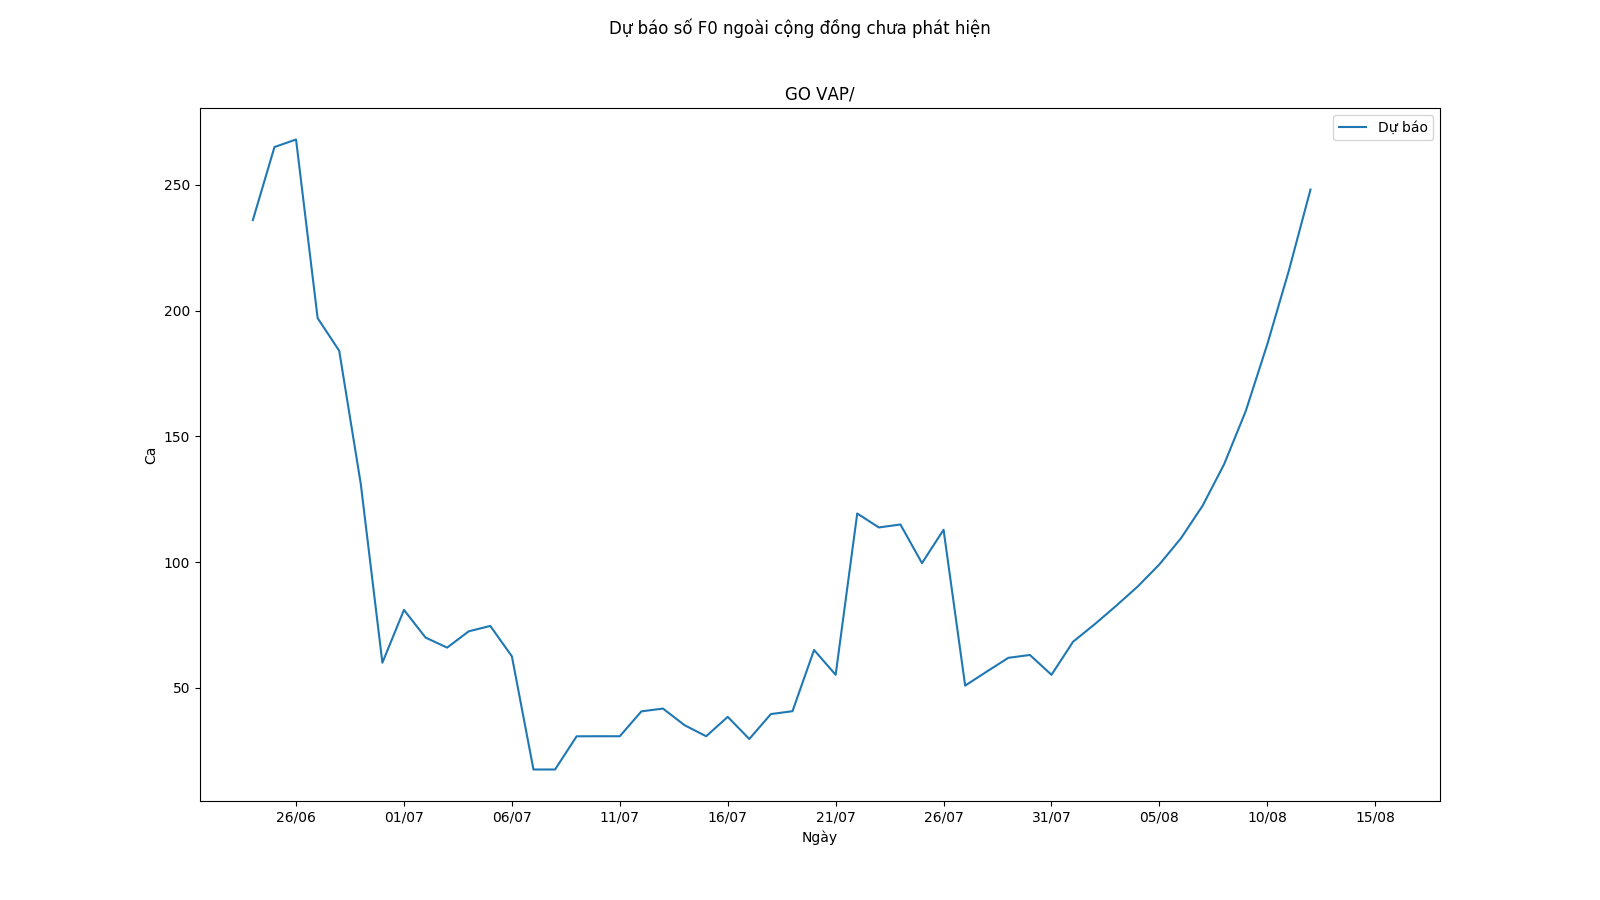 Dự báo số F0 ngoài cộng đồng chưa phát hiện
GO VAP/
Dự báo
250
200
150
100
50
Ca
26/06 01/07 06/07 11/07 16/07 21/07 26/07 31/07 05/08 10/08 15/08
Ngày